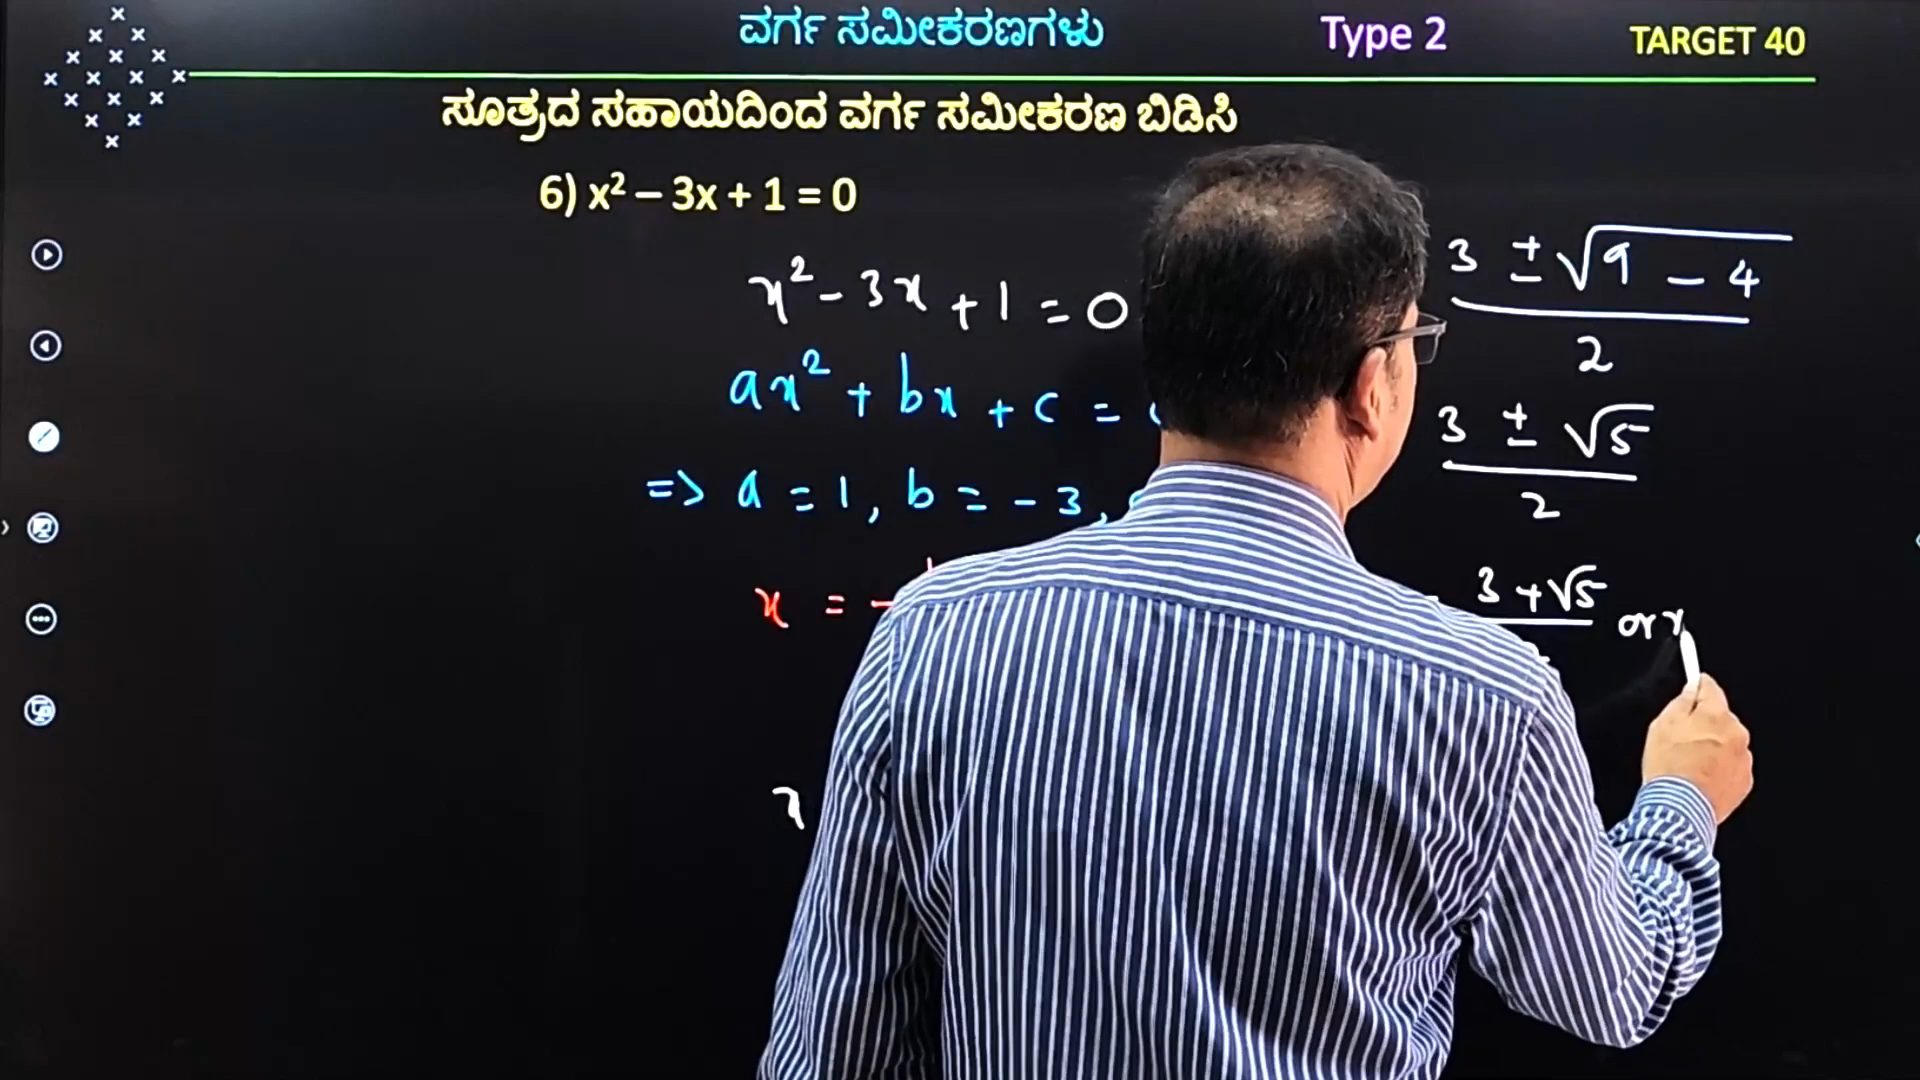 ವರ್ಗ ಸಮೀಕರಣಗಳು
Type 2
TARGET 40
ಸೂತ್ರದ ಸಹಾಯದಿಂದ ವರ್ಗ ಸಮೀಕರಣ ಬಿಡಿಸಿ
6) x² – 3x + 1 = 0
x² - 3x + 1 = 0
ax² + bx + c =
=> a = 1, b = -3,
x = -
x
3 ± √9 - 4
2
3 ± √5
2
3 + √5 or x